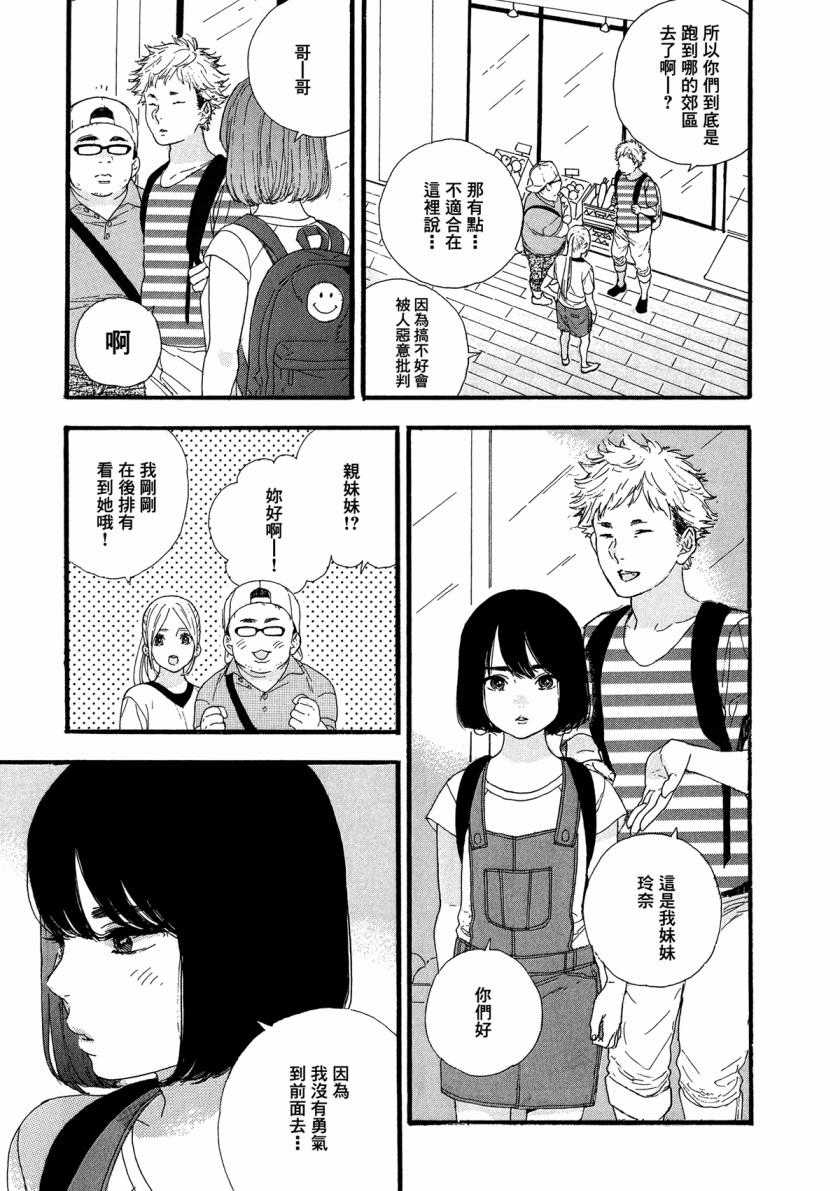 所以你們到底是
跑到哪的郊區
去了啊—?
那有點…
不適合在
這裡說…
因為搞不好會
被人惡意批判
哥—哥
啊
這是我妹妹
玲奈
你們好
親妹妹!?
妳好啊—!
我剛剛
在後排有
看到她哦!
因為
我沒有勇氣
到前面去…